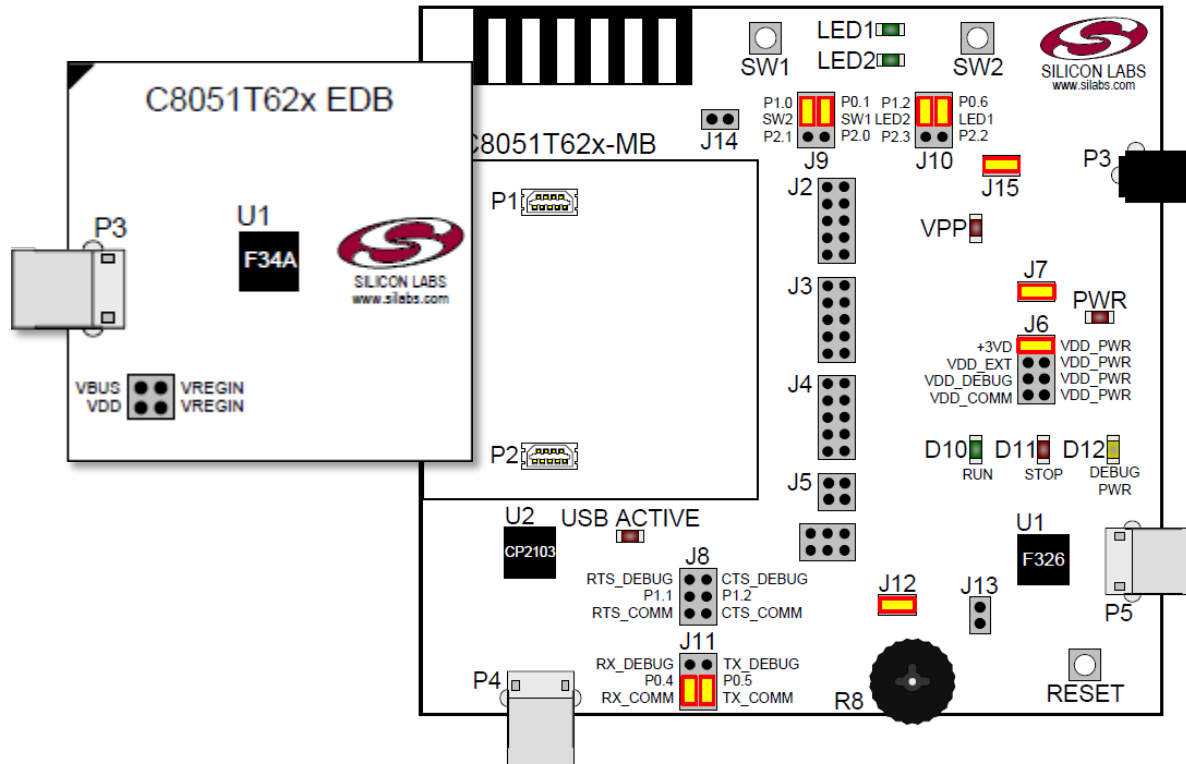 C8051T62x EDB
P3
U1
F34A
SILICON LABS
www.silabs.com
VBUS VREGIN
VDD VREGIN
LED1
LED2
SW1
SW2
SILICON LABS
www.silabs.com
J14
C8051T62x-MB
P1.0 P0.1
SW2 SW1
P2.1 P2.0
J9
P1.2 P0.6
LED2 LED1
P2.3 P2.2
J10
J15
P3
P1
J2
VPP
J3
J7
PWR
J6
+3VD VDD_PWR
VDD_EXT VDD_PWR
VDD_DEBUG VDD_PWR
VDD_COMM VDD_PWR
J4
P2
D10
RUN
D11
STOP
D12
DEBUG
PWR
J5
U2
CP2103
USB ACTIVE
U1
F326
P5
J8
RTS_DEBUG CTS_DEBUG
P1.1 P1.2
RTS_COMM CTS_COMM
J12
J13
J11
RX_DEBUG TX_DEBUG
P0.4 P0.5
RX_COMM TX_COMM
P4
R8
RESET